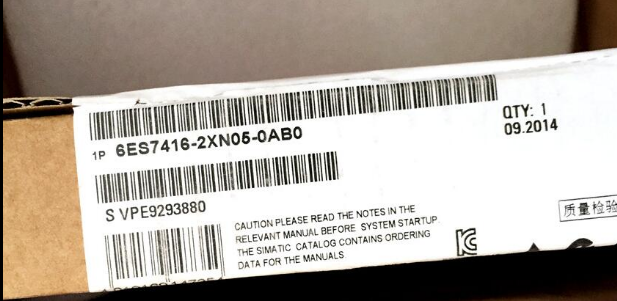 1P 6ES7416-2XN05-0AB0
QTY: 1
09.2014
S VPE9293880
CAUTION PLEASE READ THE NOTES IN THE
RELEVANT MANUAL BEFORE SYSTEM STARTUP
THE SIMATIC CATALOG CONTAINS ORDERING
DATA FOR THE MANUALS
质量检验